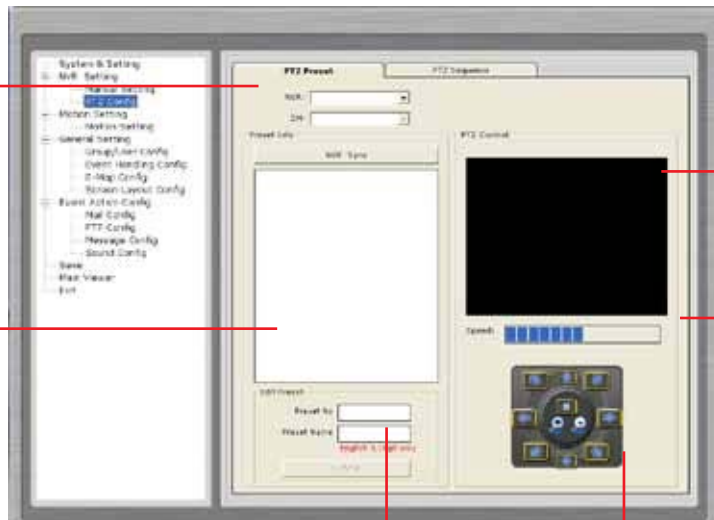 System & Setting
NVR Setting
Manual Setting
PTZ Config
Motion Setting
Motion Setting
General Setting
Group/User Config
Event Handling Config
E-Map Config
Screen Layout Config
Event Action Config
Mail Config
FTP Config
Message Config
Sound Config
Save
Main Viewer
Exit
PTZ Preset
PTZ Sequence
NVR:
Preset Info
NVR Sync
PTZ Control
Speed:
Edit Preset
Preset No
Preset Name
English & Digit only